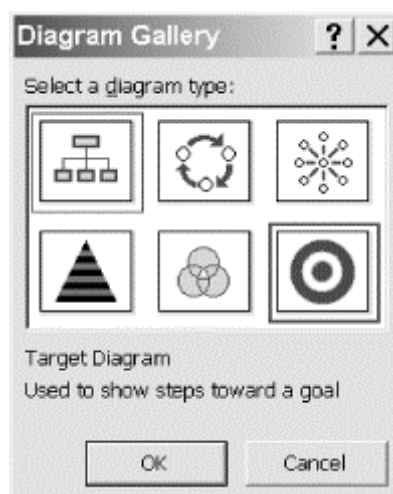 Diagram Gallery ? X
Select a diagram type:
Target Diagram
Used to show steps toward a goal
OK Cancel